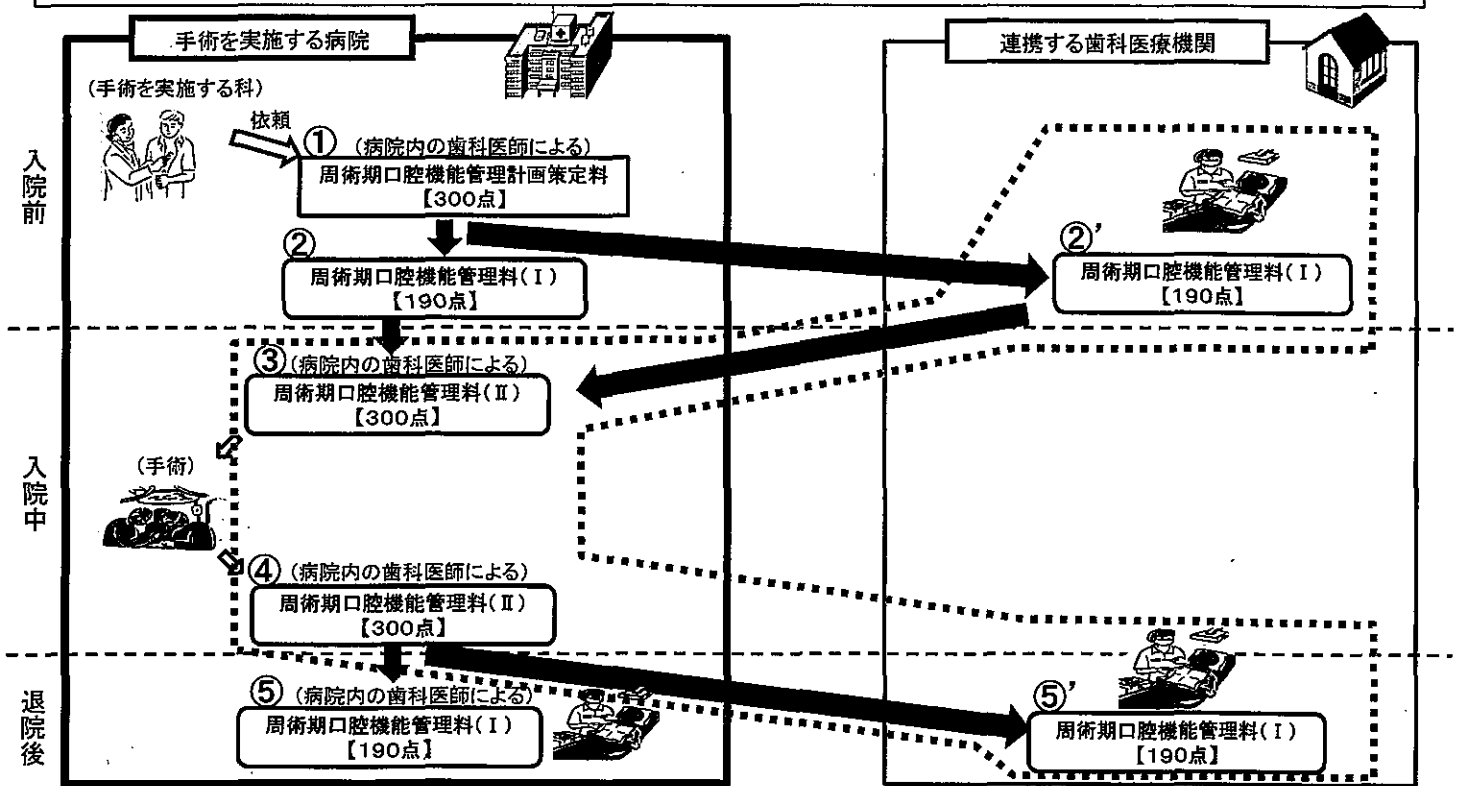 手術を実施する病院
連携する歯科医療機関
(手術を実施する科)
依頼
入院前
① (病院内の歯科医師による)
周術期口腔機能管理計画策定料
【300点】
②
周術期口腔機能管理料(Ⅰ)
【190点】
②'
周術期口腔機能管理料(Ⅰ)
【190点】
入院中
③ (病院内の歯科医師による)
周術期口腔機能管理料(Ⅱ)
【300点】
(手術)
④ (病院内の歯科医師による)
周術期口腔機能管理料(Ⅱ)
【300点】
退院後
⑤ (病院内の歯科医師による)
周術期口腔機能管理料(Ⅰ)
【190点】
⑤'
周術期口腔機能管理料(Ⅰ)
【190点】